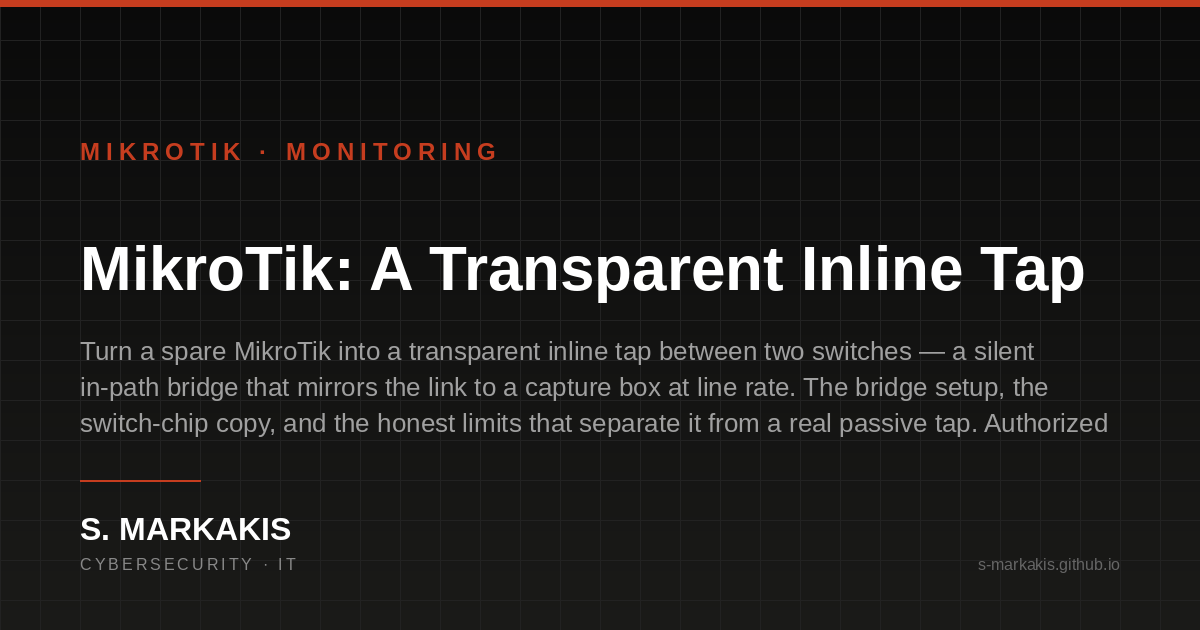 MIKROTIK · MONITORING
MikroTik: A Transparent Inline Tap
Turn a spare MikroTik into a transparent inline tap between two switches — a silent
in-path bridge that mirrors the link to a capture box at line rate. The bridge setup, the
switch-chip copy, and the honest limits that separate it from a real passive tap. Authorized
S. MARKAKIS
CYBERSECURITY · IT
s-markakis.github.io